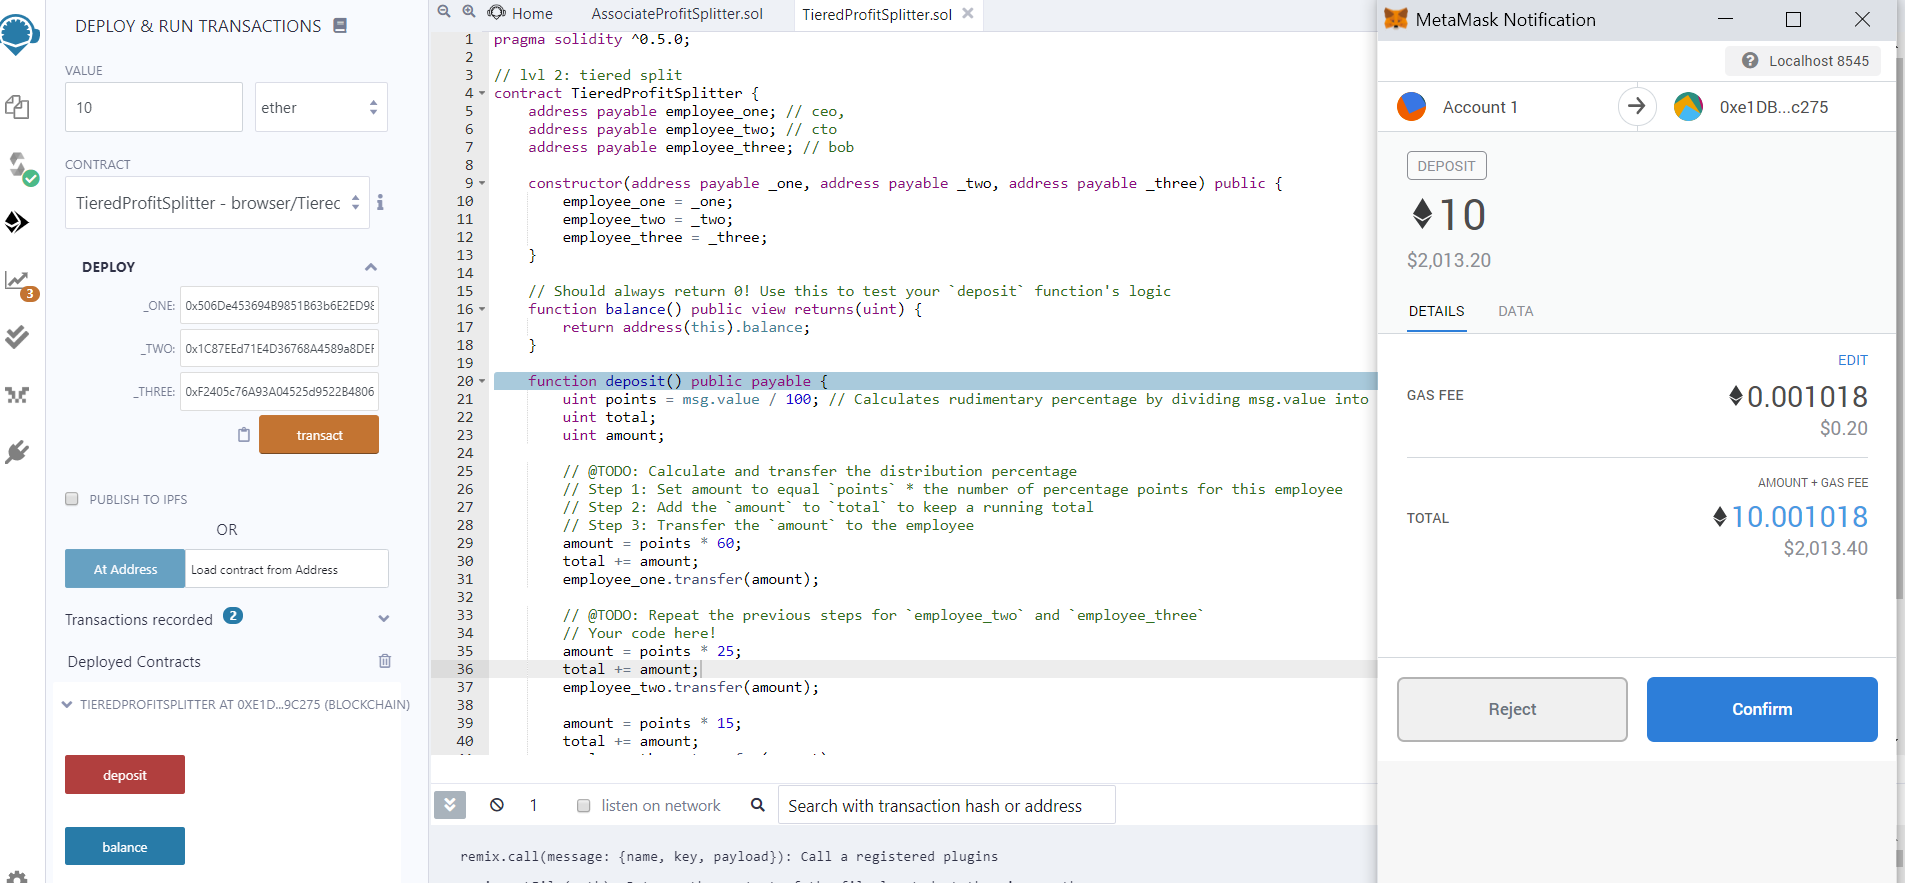 DEPLOY & RUN TRANSACTIONS
VALUE
10
ether
CONTRACT
TieredProfitSplitter - browser/Tierec
DEPLOY
_ONE: 0x506De453694B9851B63b6E2ED98
_TWO: 0x1C87EEd71E4D36768A4589a8DEF
_THREE: 0xF2405c76A93A04525d9522B4806
transact
PUBLISH TO IPFS
OR
At Address
Load contract from Address
Transactions recorded 2
Deployed Contracts
TIEREDPROFITSPLITTER AT 0XE1D...9C275 (BLOCKCHAIN)
deposit
balance
3
Home
AssociateProfitSplitter.sol
TieredProfitSplitter.sol
1 pragma solidity ^0.5.0;
2
3 // lvl 2: tiered split
4 contract TieredProfitSplitter {
5 address payable employee_one; // ceo,
6 address payable employee_two; // cto
7 address payable employee_three; // bob
8
9 constructor(address payable _one, address payable _two, address payable _three) public {
10 employee_one = _one;
11 employee_two = _two;
12 employee_three = _three;
13 }
14
15 // Should always return 0! Use this to test your `deposit` function's logic
16 function balance() public view returns(uint) {
17 return address(this).balance;
18 }
19
20 function deposit() public payable {
21 uint points = msg.value / 100; // Calculates rudimentary percentage by dividing msg.value into
22 uint total;
23 uint amount;
24
25 // @TODO: Calculate and transfer the distribution percentage
26 // Step 1: Set amount to equal `points` * the number of percentage points for this employee
27 // Step 2: Add the `amount` to `total` to keep a running total
28 // Step 3: Transfer the `amount` to the employee
29 amount = points * 60;
30 total += amount;
31 employee_one.transfer(amount);
32
33 // @TODO: Repeat the previous steps for `employee_two` and `employee_three`
34 // Your code here!
35 amount = points * 25;
36 total += amount;
37 employee_two.transfer(amount);
38
39 amount = points * 15;
40 total += amount;
1
listen on network
Search with transaction hash or address
remix.call(message: {name, key, payload}): Call a registered plugins
MetaMask Notification
Localhost 8545
Account 1
0xe1DB...c275
DEPOSIT
10
$2,013.20
DETAILS
DATA
EDIT
GAS FEE
0.001018
$0.20
AMOUNT + GAS FEE
TOTAL
10.001018
$2,013.40
Reject
Confirm